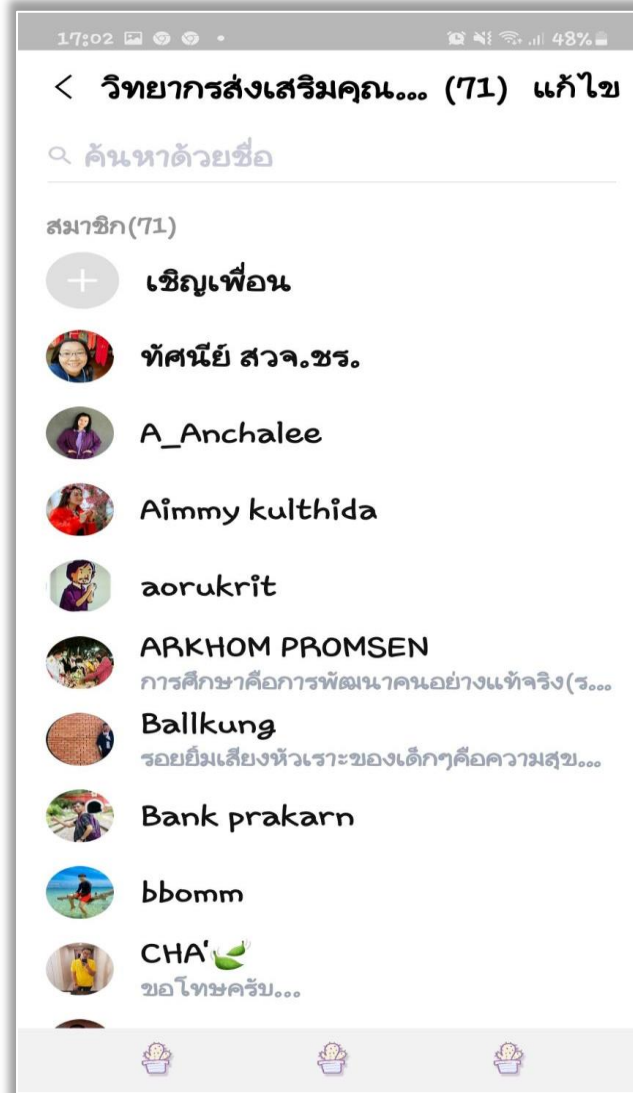 17:02 48%
วิทยากรส่งเสริมคุณ... (71) แก้ไข
ค้นหาด้วยชื่อ
สมาชิก(71)
เชิญเพื่อน
ทัศนีย์ สวจ.ชร.
A_Anchalee
Aimmy kulthida
aorukrit
ARKHOM PROMSEN
การศึกษาคือการพัฒนาคนอย่างแท้จริง(ร...
Ballkung
รอยยิ้มเสียงหัวเราะของเด็กๆคือความสุข...
Bank prakarn
bbomm
CHA'
ขอโทษครับ...